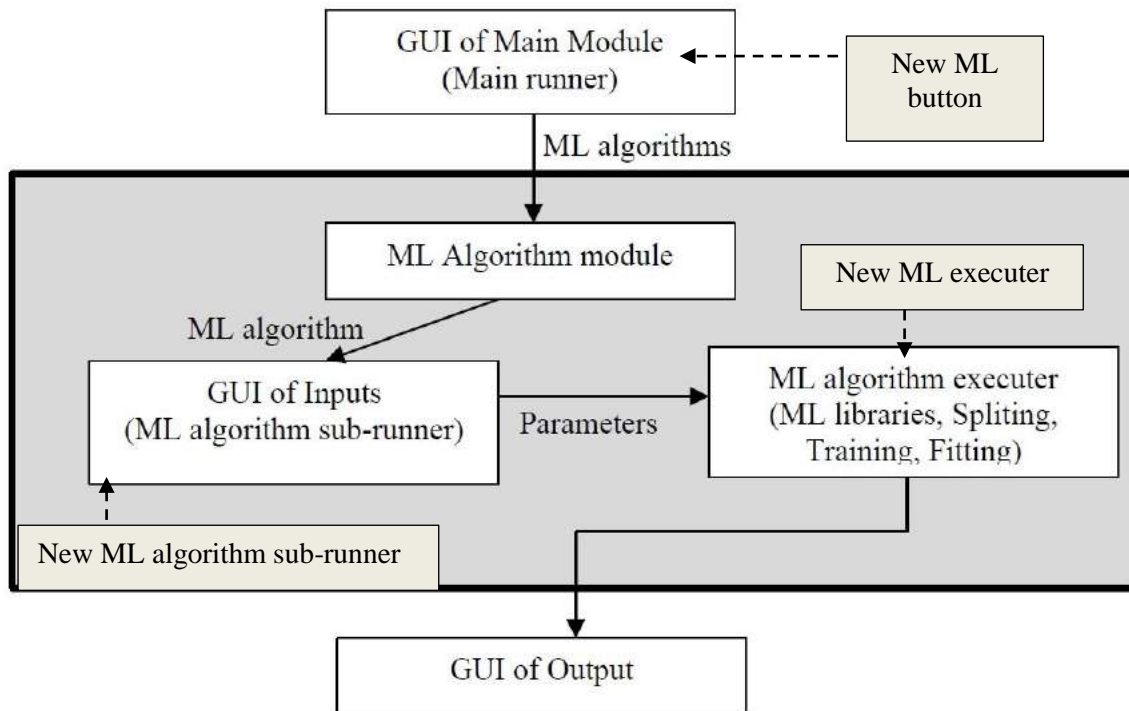 GUI of Main Module
(Main runner)
New ML
button
ML algorithms
ML Algorithm module
New ML executer
ML algorithm
GUI of Inputs
(ML algorithm sub-runner)
Parameters
ML algorithm executer
(ML libraries, Spliting,
Training, Fitting)
New ML algorithm sub-runner
GUI of Output